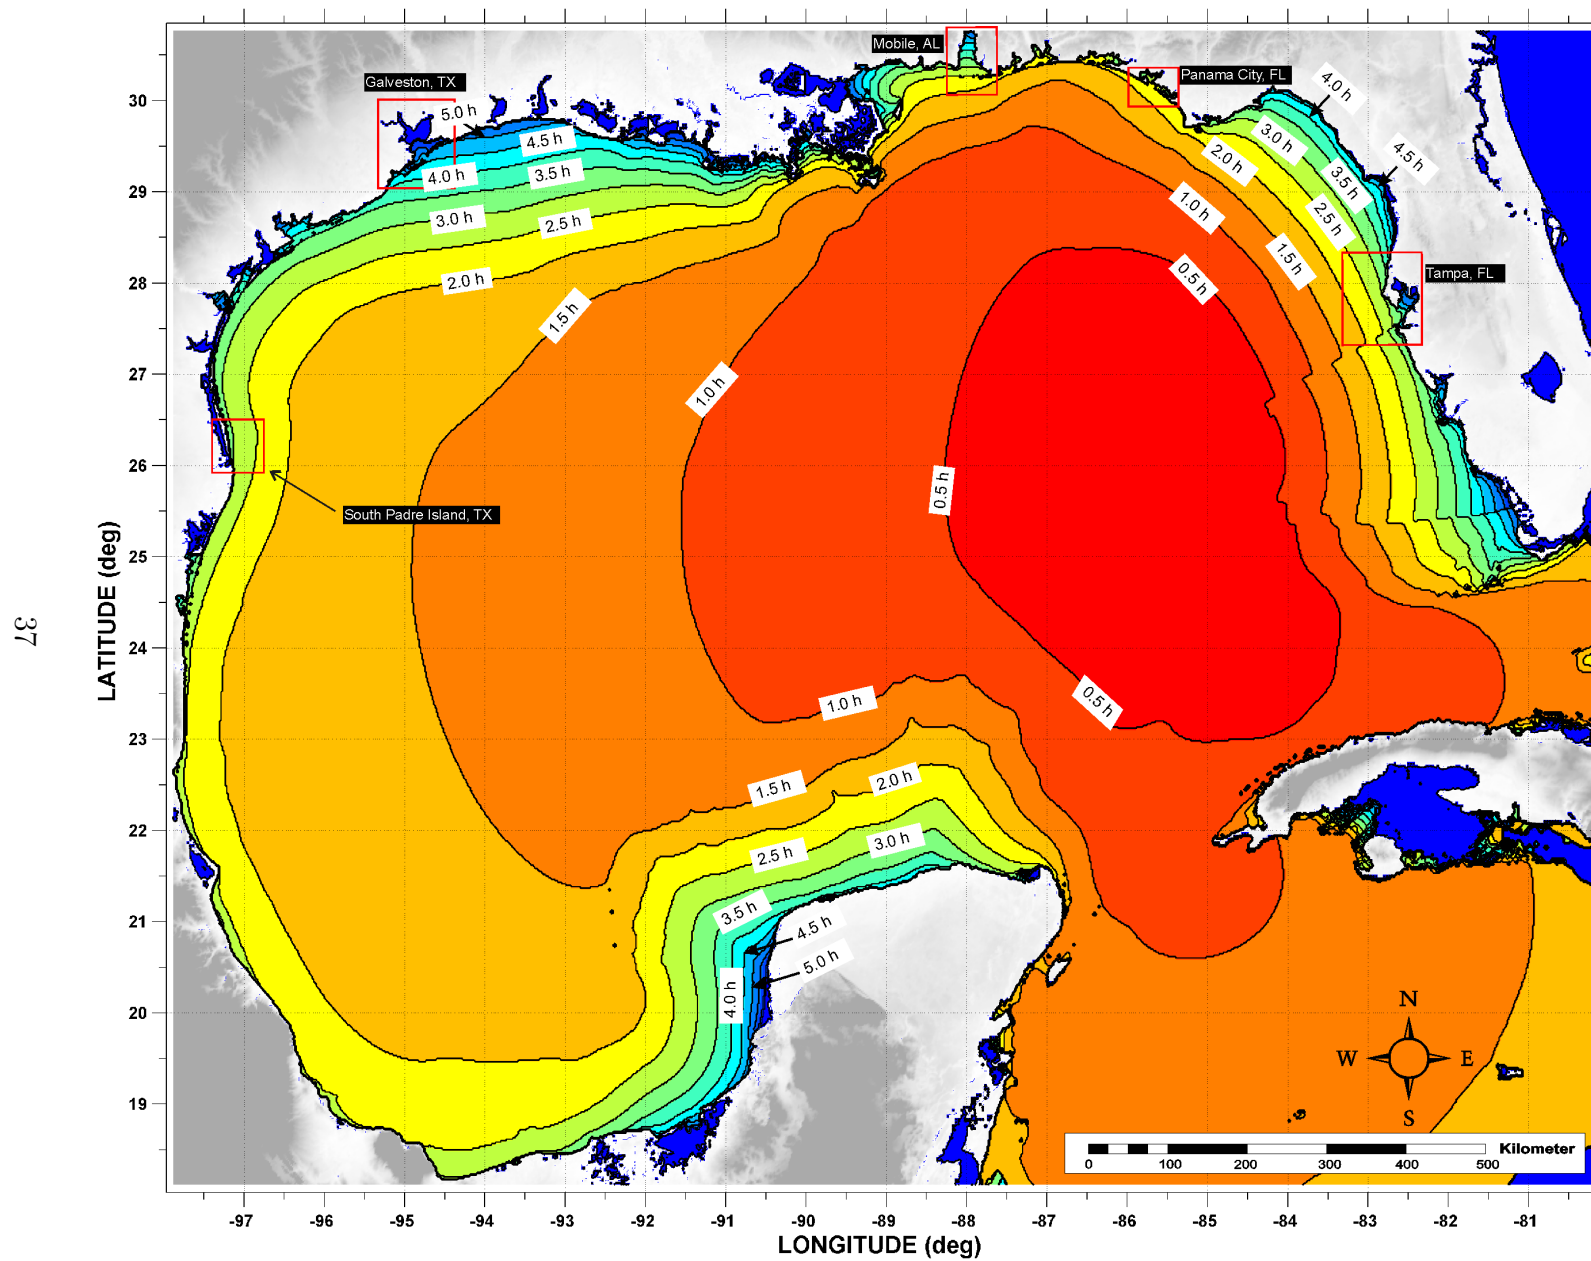 Mobile, AL
Galveston, TX
Panama City, FL
4.0 h
5.0 h
4.5 h
3.0 h
4.0 h
3.5 h
2.0 h
4.5 h
3.5 h
3.0 h
2.5 h
1.0 h
2.5 h
2.0 h
1.5 h
0.5 h
Tampa, FL
1.5 h
1.0 h
0.5 h
South Padre Island, TX
1.0 h
0.5 h
1.5 h
2.0 h
2.5 h
3.0 h
3.5 h
4.5 h
5.0 h
4.0 h
N
W
E
S
0 100 200 300 400 500
Kilometer
30
29
28
27
26
25
24
23
22
21
20
19
LATITUDE (deg)
-97 -96 -95 -94 -93 -92 -91 -90 -89 -88 -87 -86 -85 -84 -83 -82 -81
LONGITUDE (deg)
37